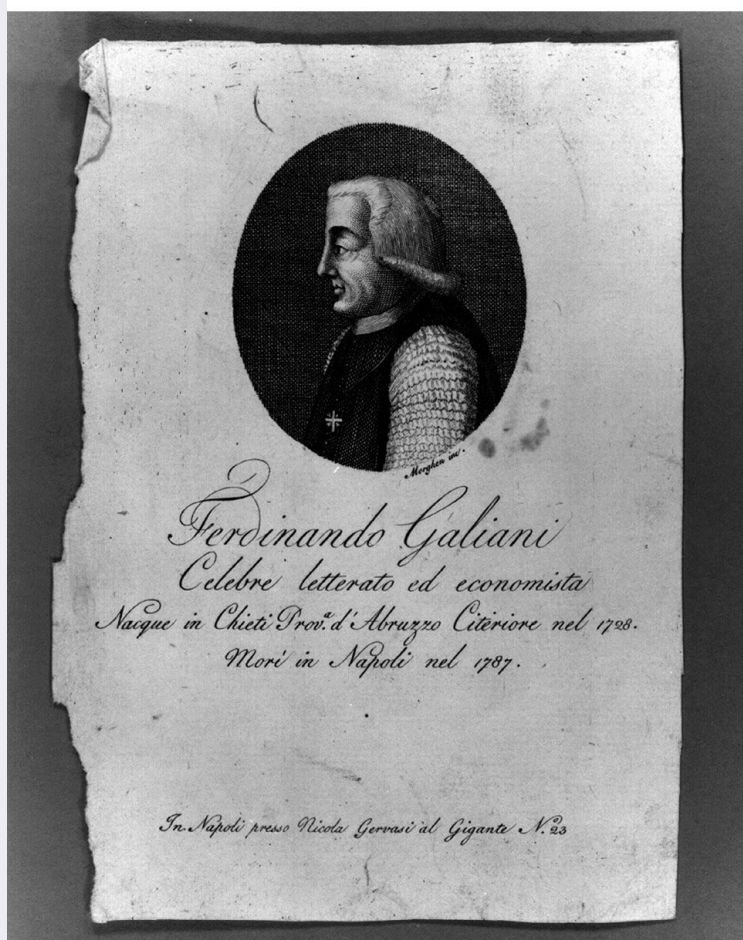 Morghen inc.
Ferdinando Galiani
Celebre letterato ed economista
Nacque in Chieti Prov.ª d'Abruzzo Citeriore nel 1728.
Morì in Napoli nel 1787.
In Napoli presso Nicola Gervasi al Gigante N.º 23